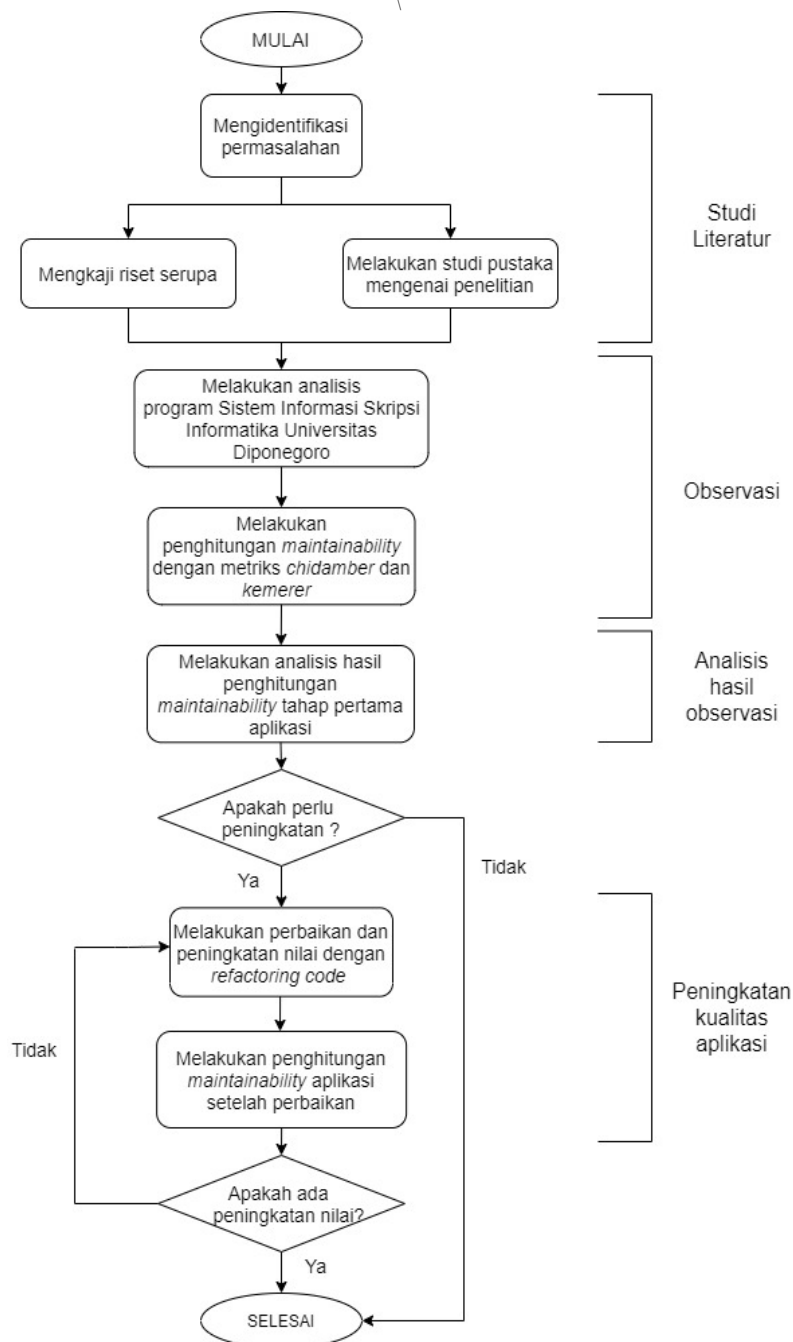 MULAI
Mengidentifikasi
permasalahan
Studi
Literatur
Mengkaji riset serupa
Melakukan studi pustaka
mengenai penelitian
Melakukan analisis
program Sistem Informasi Skripsi
Informatika Universitas
Diponegoro
Observasi
Melakukan
penghitungan maintainability
dengan metriks chidamber dan
kemerer
Melakukan analisis hasil
penghitungan
maintainability tahap pertama
aplikasi
Analisis
hasil
observasi
Apakah perlu
peningkatan ?
Tidak
Ya
Melakukan perbaikan dan
peningkatan nilai dengan
refactoring code
Peningkatan
kualitas
aplikasi
Tidak
Melakukan penghitungan
maintainability aplikasi
setelah perbaikan
Apakah ada
peningkatan nilai?
Ya
SELESAI